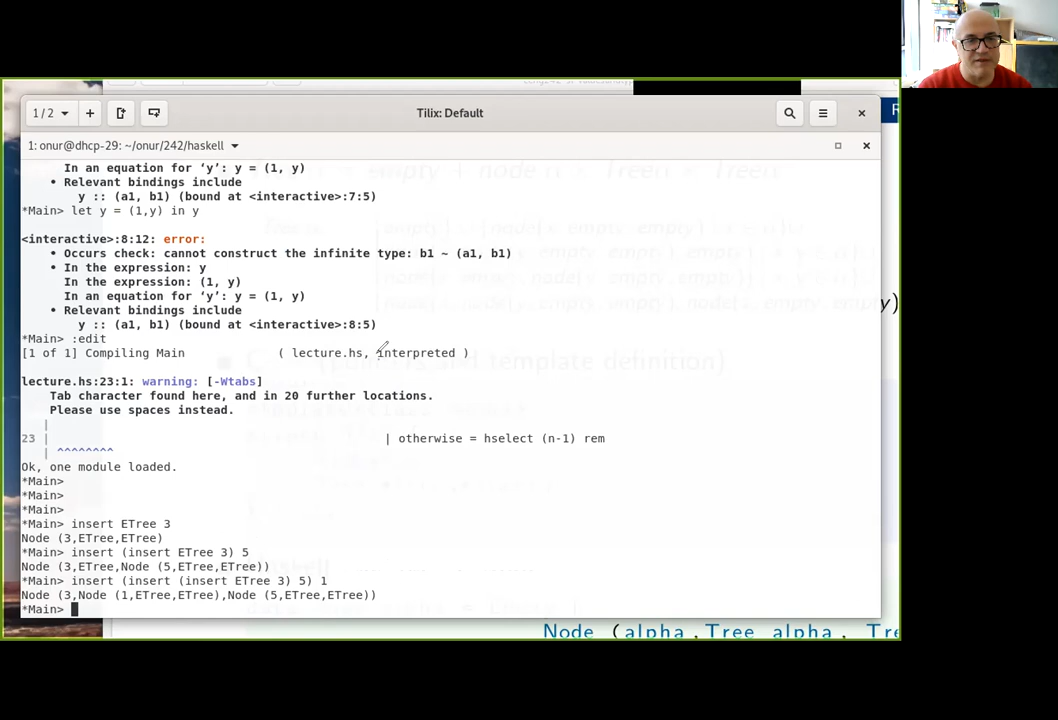 1 / 2
Tilix: Default
1: onur@dhcp-29: ~/onur/242/haskell
In an equation for ‘y’: y = (1, y)
• Relevant bindings include
y :: (a1, b1) (bound at <interactive>:7:5)
*Main> let y = (1,y) in y
<interactive>:8:12: error:
• Occurs check: cannot construct the infinite type: b1 ~ (a1, b1)
• In the expression: y
In the expression: (1, y)
In an equation for ‘y’: y = (1, y)
• Relevant bindings include
y :: (a1, b1) (bound at <interactive>:8:5)
*Main> :edit
[1 of 1] Compiling Main ( lecture.hs, interpreted )
lecture.hs:23:1: warning: [-Wtabs]
Tab character found here, and in 20 further locations.
Please use spaces instead.
|
23 | | otherwise = hselect (n-1) rem
| ^^^^^^^^
Ok, one module loaded.
*Main>
*Main>
*Main>
*Main> insert ETree 3
Node (3,ETree,ETree)
*Main> insert (insert ETree 3) 5
Node (3,ETree,Node (5,ETree,ETree))
*Main> insert (insert (insert ETree 3) 5) 1
Node (3,Node (1,ETree,ETree),Node (5,ETree,ETree))
*Main>
y)
Node (alpha,Tree alpha, Tre